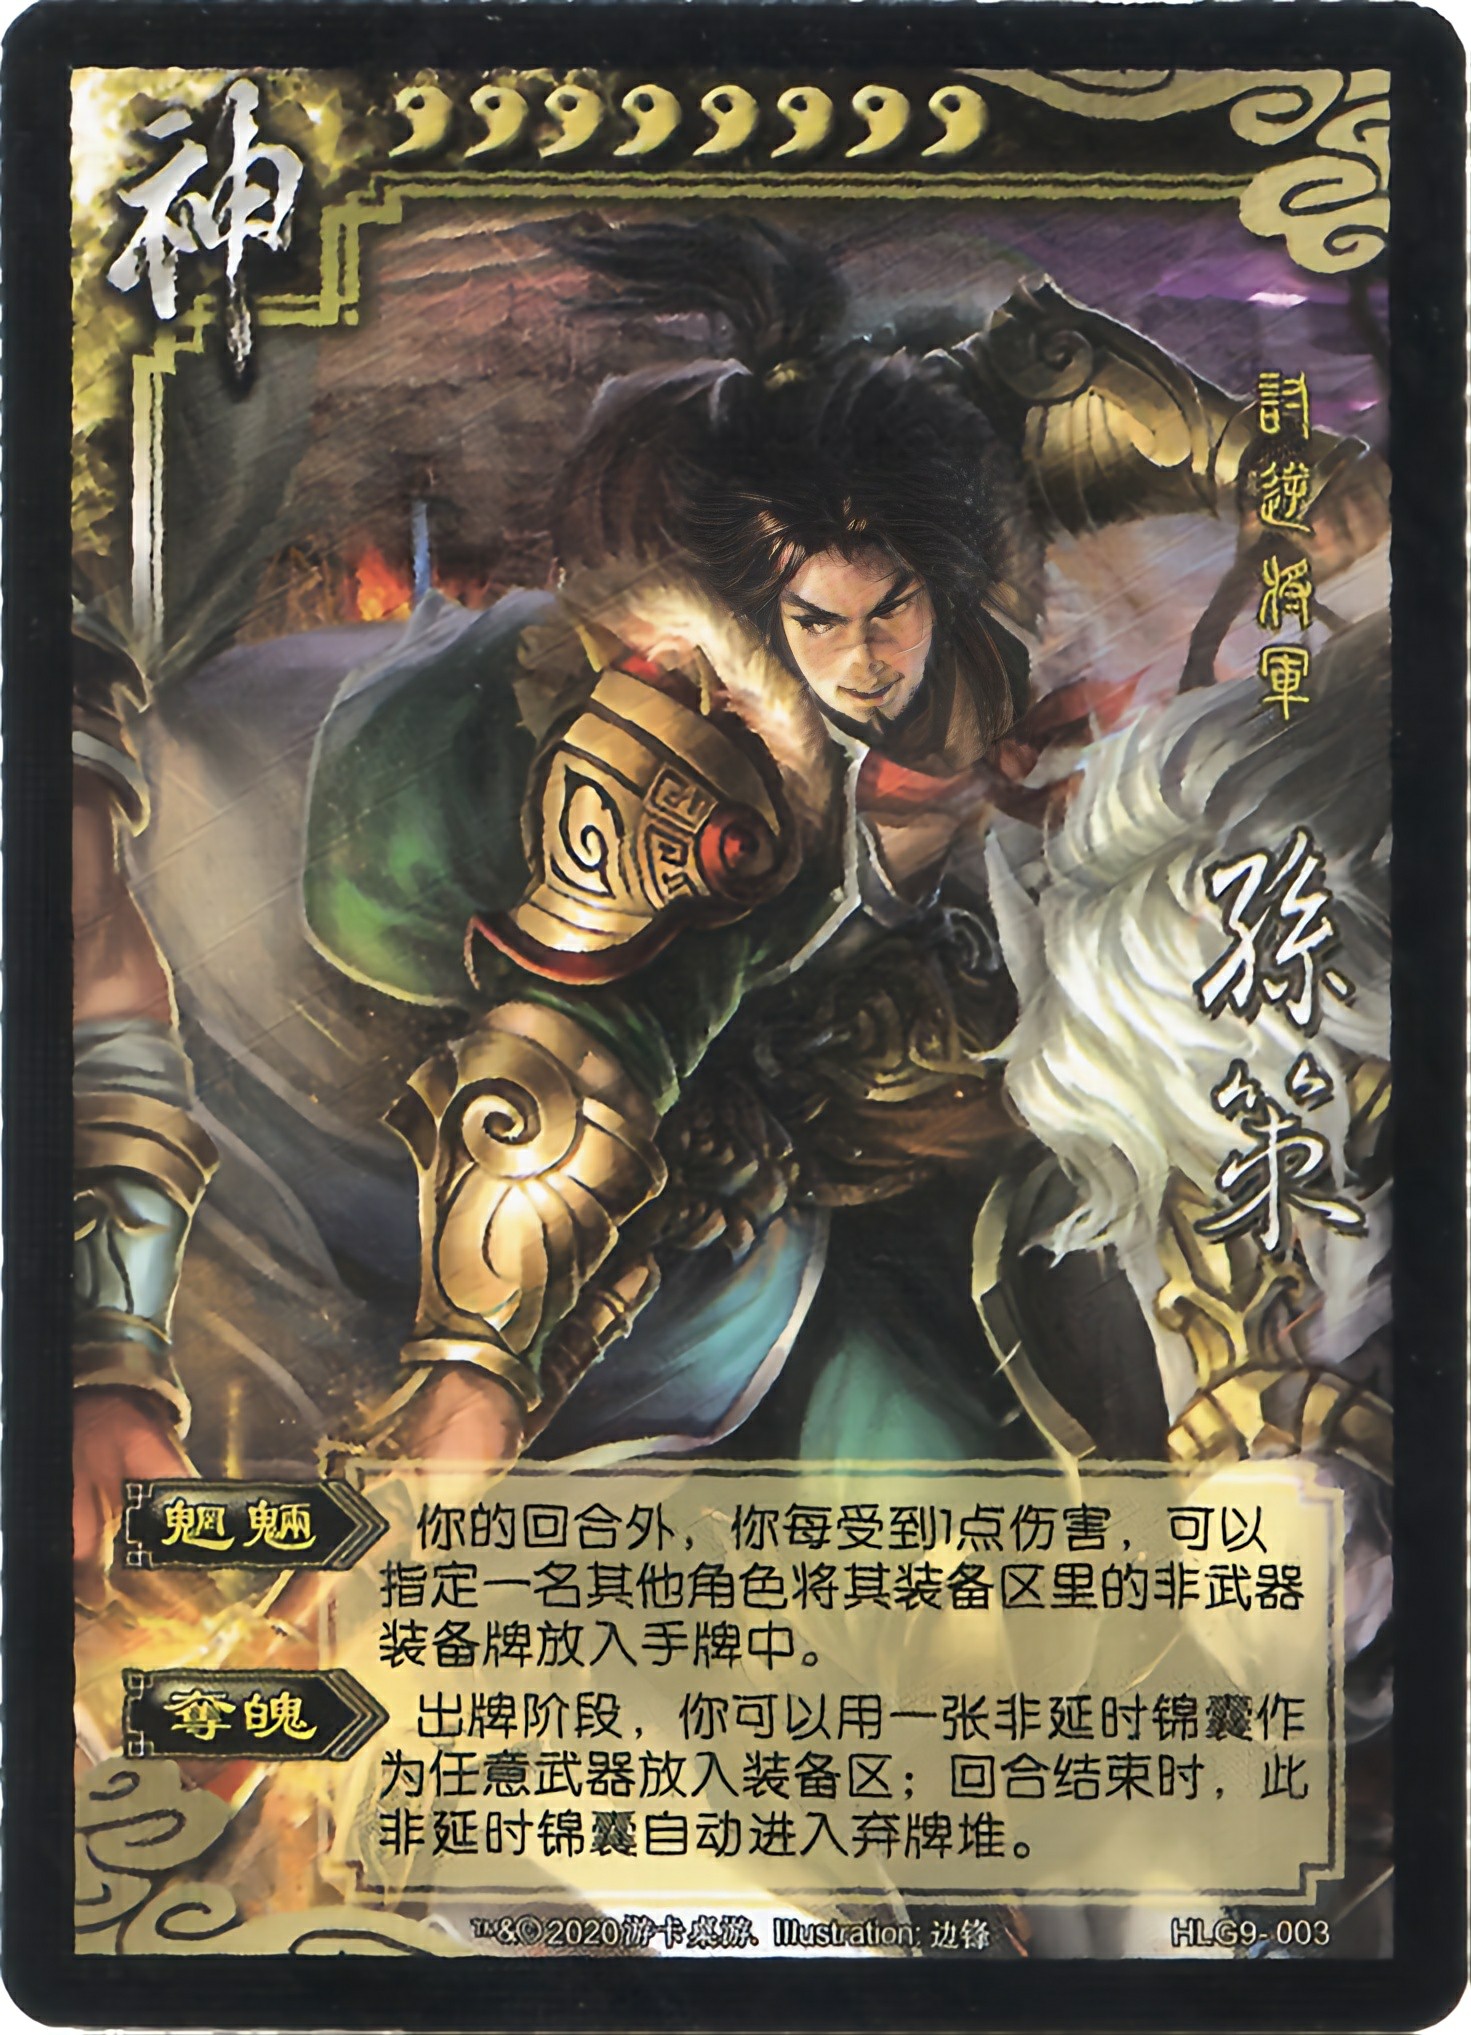 神
討逆将軍
孫策
魍魎
你的回合外，你每受到1点伤害，可以
指定一名其他角色将其装备区里的非武器
装备牌放入手牌中。
奪魄
出牌阶段，你可以用一张非延时锦囊作
为任意武器放入装备区；回合结束时，此
非延时锦囊自动进入弃牌堆。
™&©2020游卡桌游. Illustration: 边锋
HLG9-003